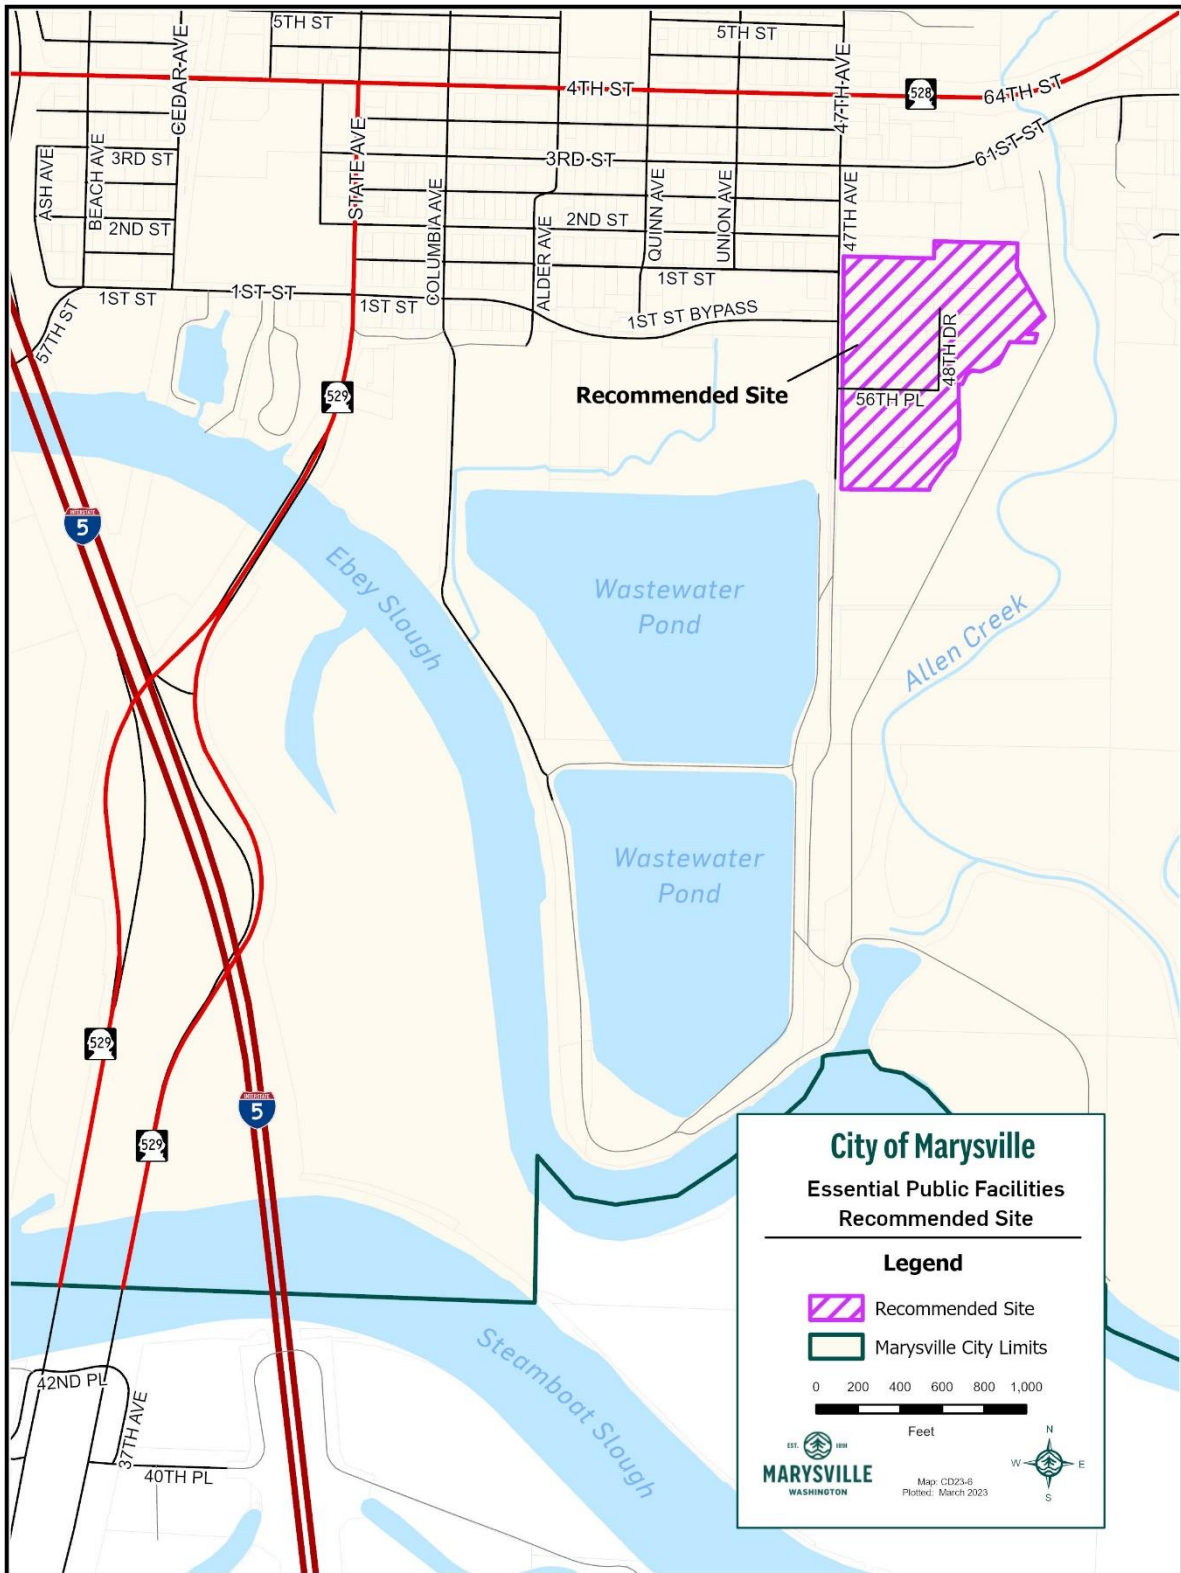 5TH ST
5TH ST
CEDAR AVE
47TH AVE
4TH ST
528
64TH ST
61ST ST
ASH AVE
BEACH AVE
3RD ST
STATE AVE
3RD ST
COLUMBIA AVE
QUINN AVE
UNION AVE
47TH AVE
2ND ST
ALDER AVE
2ND ST
1ST ST
1ST ST
1ST ST
1ST ST
1ST ST BYPASS
57TH ST
529
Recommended Site
48TH DR
56TH PL
INTERSTATE
5
Ebey Slough
Wastewater
Pond
Allen Creek
Wastewater
Pond
529
INTERSTATE
5
529
Steamboat Slough
42ND PL
37TH AVE
40TH PL
City of Marysville
Essential Public Facilities
Recommended Site
Legend
Recommended Site
Marysville City Limits
0 200 400 600 800 1,000
Feet
EST. 1891
MARYSVILLE
WASHINGTON
Map: CD23-6
Plotted: March 2023
N
W E
S